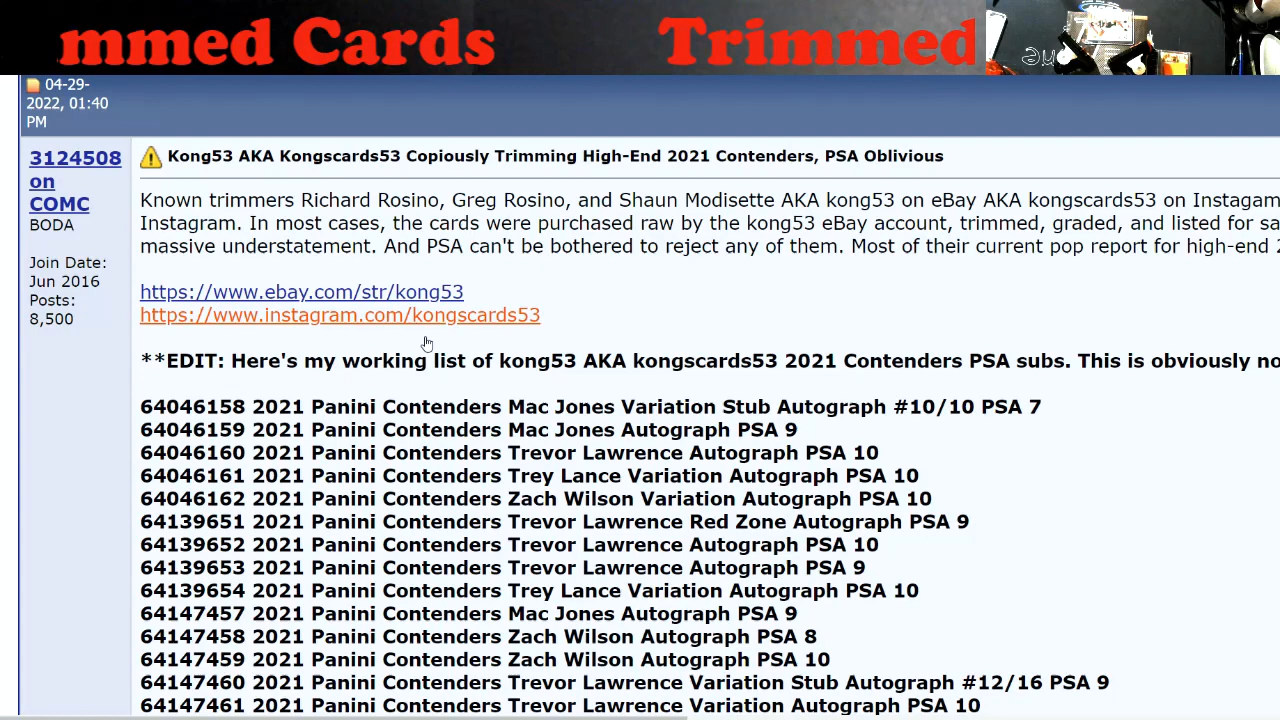 mmed Cards Trimmed
04-29-
2022, 01:40
PM
3124508
on
COMC
BODA
Join Date:
Jun 2016
Posts:
8,500
Kong53 AKA Kongscards53 Copiously Trimming High-End 2021 Contenders, PSA Oblivious
Known trimmers Richard Rosino, Greg Rosino, and Shaun Modisette AKA kong53 on eBay AKA kongscards53 on Instagam
Instagram. In most cases, the cards were purchased raw by the kong53 eBay account, trimmed, graded, and listed for sa
massive understatement. And PSA can't be bothered to reject any of them. Most of their current pop report for high-end 2
https://www.ebay.com/str/kong53
https://www.instagram.com/kongscards53
**EDIT: Here's my working list of kong53 AKA kongscards53 2021 Contenders PSA subs. This is obviously no
64046158 2021 Panini Contenders Mac Jones Variation Stub Autograph #10/10 PSA 7
64046159 2021 Panini Contenders Mac Jones Autograph PSA 9
64046160 2021 Panini Contenders Trevor Lawrence Autograph PSA 10
64046161 2021 Panini Contenders Trey Lance Variation Autograph PSA 10
64046162 2021 Panini Contenders Zach Wilson Variation Autograph PSA 10
64139651 2021 Panini Contenders Trevor Lawrence Red Zone Autograph PSA 9
64139652 2021 Panini Contenders Trevor Lawrence Autograph PSA 10
64139653 2021 Panini Contenders Trevor Lawrence Autograph PSA 9
64139654 2021 Panini Contenders Trey Lance Variation Autograph PSA 10
64147457 2021 Panini Contenders Mac Jones Autograph PSA 9
64147458 2021 Panini Contenders Zach Wilson Autograph PSA 8
64147459 2021 Panini Contenders Zach Wilson Autograph PSA 10
64147460 2021 Panini Contenders Trevor Lawrence Variation Stub Autograph #12/16 PSA 9
64147461 2021 Panini Contenders Trevor Lawrence Variation Autograph PSA 10